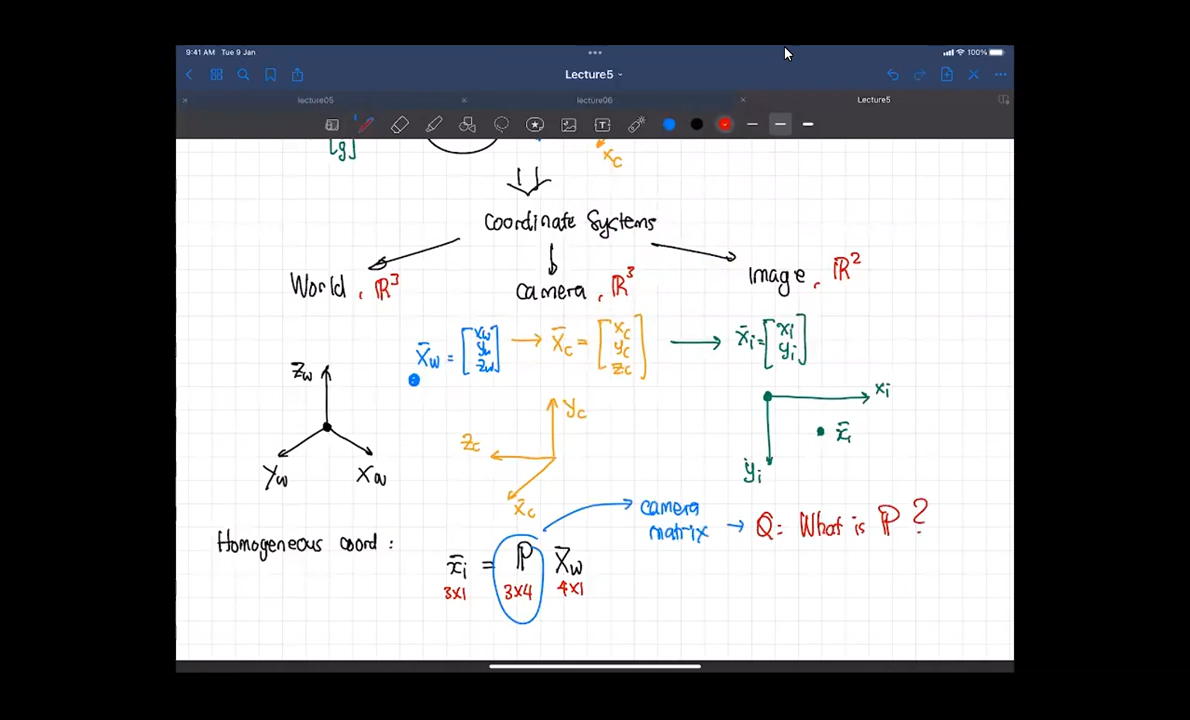 9:41 AM Tue 9 Jan
100%
Lecture5
lecture05
lecture06
Lecture5
[g]
xc
Coordinate Systems
World , ℝ³
Camera , ℝ³
Image , ℝ²
X̄w = [xw yw zw] → X̄c = [xc yc zc] → x̄i = [xi yi]
Zw
Yw
Xw
yc
zc
xc
xi
x̄i
yi
camera
matrix → Q: What is ℙ ?
Homogeneous coord :
x̄i = ℙ X̄w
3x1 3x4 4x1